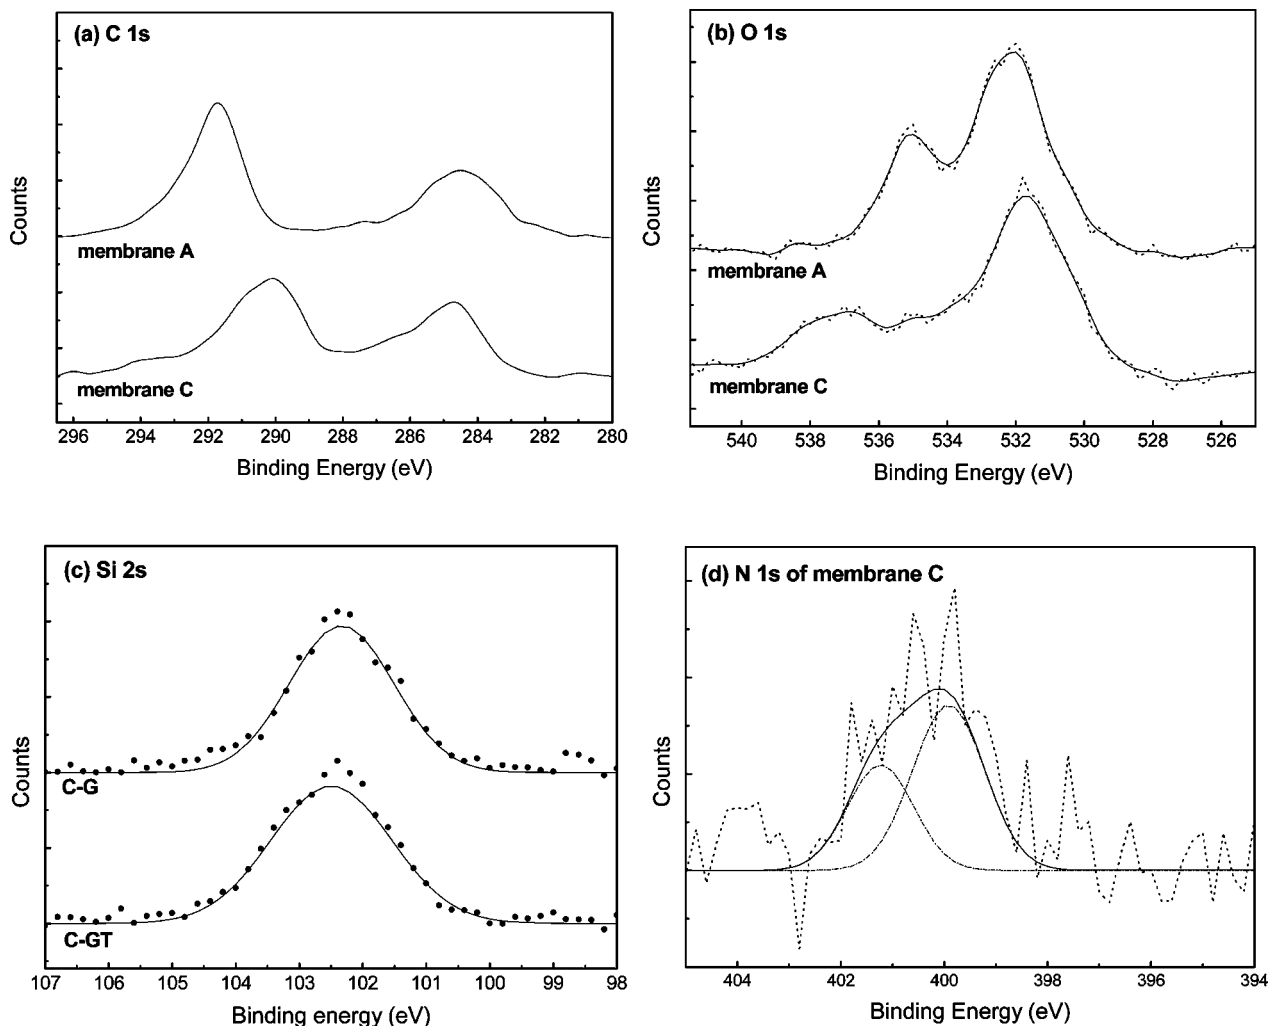 (a) C 1s
Counts
membrane A
membrane C
296 294 292 290 288 286 284 282 280
Binding Energy (eV)
(b) O 1s
Counts
membrane A
membrane C
540 538 536 534 532 530 528 526
Binding Energy (eV)
(c) Si 2s
Counts
C-G
C-GT
107 106 105 104 103 102 101 100 99 98
Binding energy (eV)
(d) N 1s of membrane C
Counts
404 402 400 398 396 394
Binding Energy (eV)